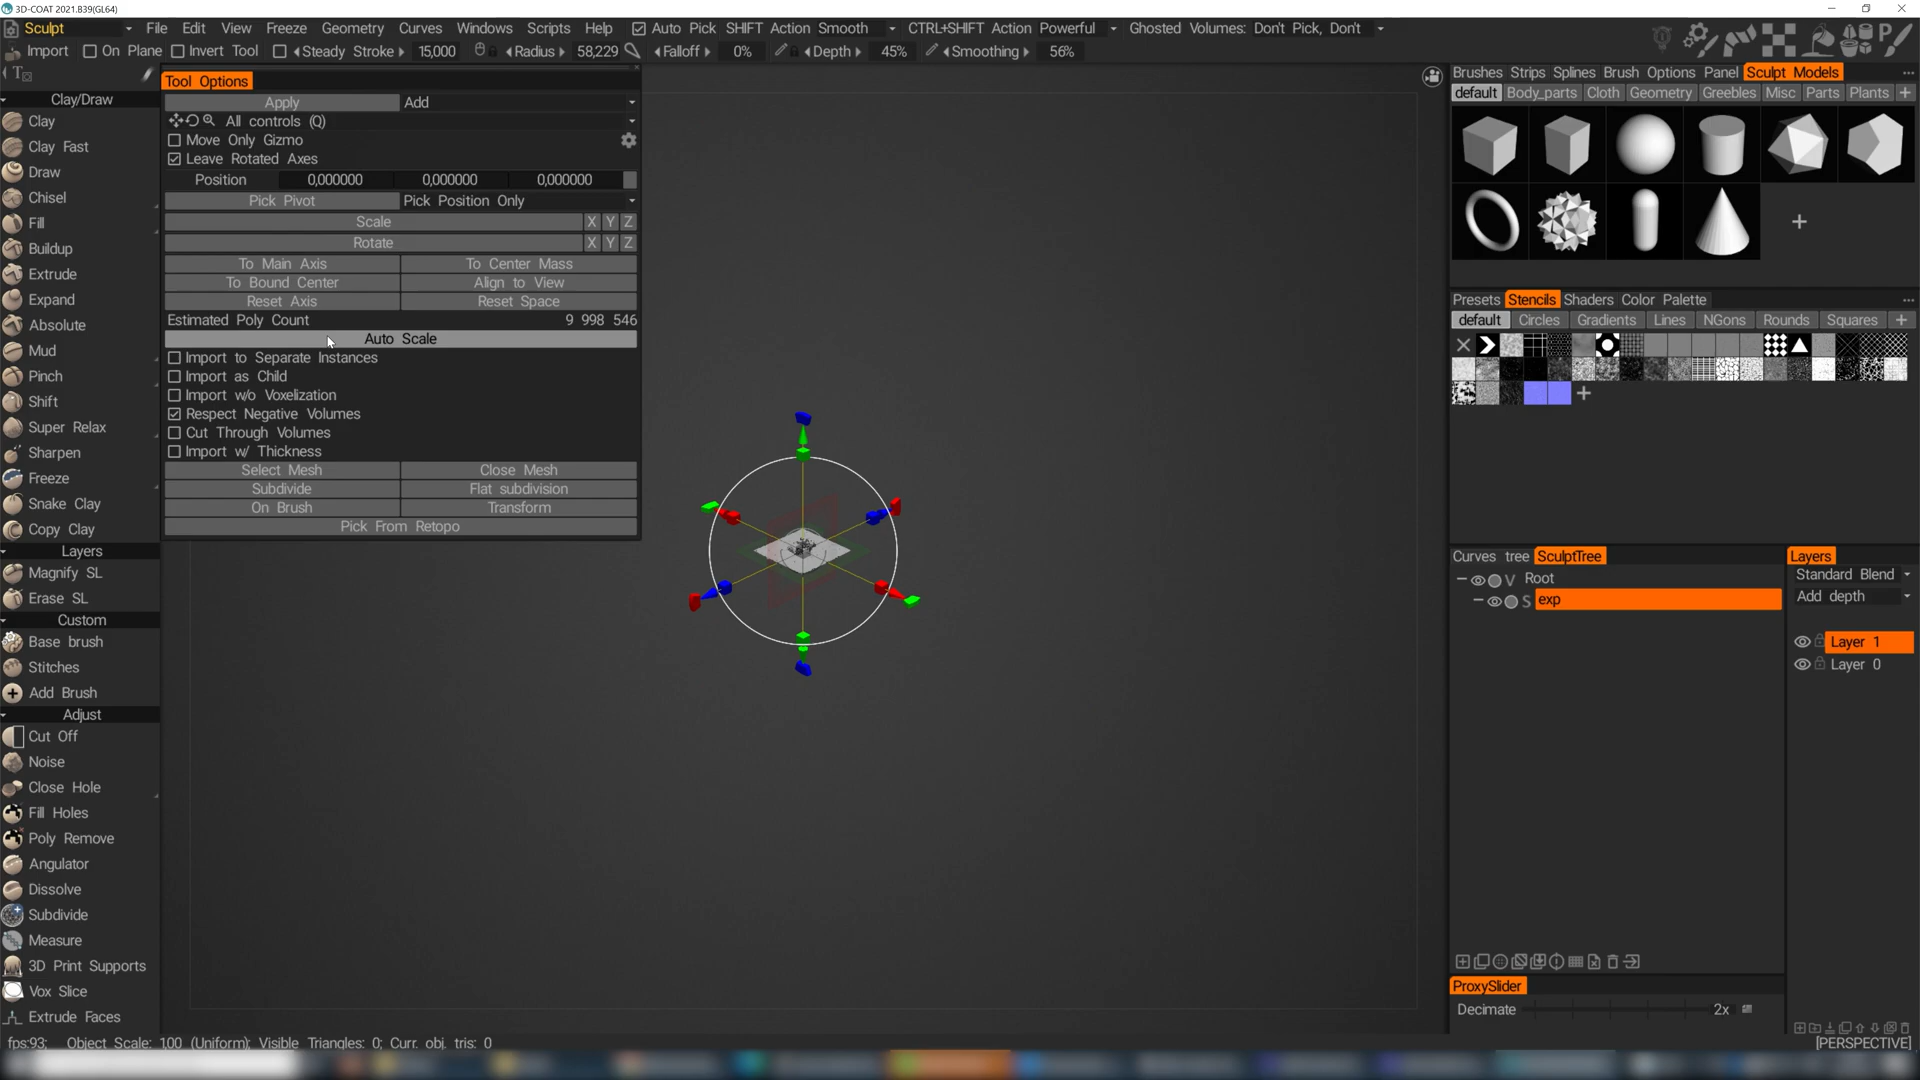 3D-COAT 2021.B39(GL64)
Sculpt File Edit View Freeze Geometry Curves Windows Scripts Help Auto Pick SHIFT Action Smooth CTRL+SHIFT Action Powerful Ghosted Volumes: Don't Pick, Don't
Import On Plane Invert Tool Steady Stroke 15,000 Radius 58,229 Falloff 0% Depth 45% Smoothing 56%
Clay/Draw
Clay
Clay Fast
Draw
Chisel
Fill
Buildup
Extrude
Expand
Absolute
Mud
Pinch
Shift
Super Relax
Sharpen
Freeze
Snake Clay
Copy Clay
Layers
Magnify SL
Erase SL
Custom
Base brush
Stitches
Add Brush
Adjust
Cut Off
Noise
Close Hole
Fill Holes
Poly Remove
Angulator
Dissolve
Subdivide
Measure
3D Print Supports
Vox Slice
Extrude Faces
Tool Options
Apply Add
All controls (Q)
Move Only Gizmo
Leave Rotated Axes
Position 0,000000 0,000000 0,000000
Pick Pivot Pick Position Only
Scale X Y Z
Rotate X Y Z
To Main Axis To Center Mass
To Bound Center Align to View
Reset Axis Reset Space
Estimated Poly Count 9 998 546
Auto Scale
Import to Separate Instances
Import as Child
Import w/o Voxelization
Respect Negative Volumes
Cut Through Volumes
Import w/ Thickness
Select Mesh Close Mesh
Subdivide Flat subdivision
On Brush Transform
Pick From Retopo
Brushes Strips Splines Brush Options Panel Sculpt Models
default Body_parts Cloth Geometry Greebles Misc Parts Plants
Presets Stencils Shaders Color Palette
default Circles Gradients Lines NGons Rounds Squares
Curves tree SculptTree
V Root
S exp
Layers
Standard Blend
Add depth
Layer 1
Layer 0
ProxySlider
Decimate 2x
[PERSPECTIVE]
fps:93; Object Scale: 1,00 (Uniform); Visible Triangles: 0; Curr. obj. tris: 0